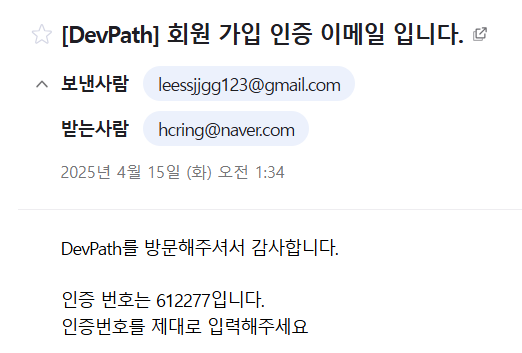 [DevPath] 회원 가입 인증 이메일 입니다.
보낸사람 leessjjgg123@gmail.com
받는사람 hcring@naver.com
2025년 4월 15일 (화) 오전 1:34
DevPath를 방문해주셔서 감사합니다.
인증 번호는 612277입니다.
인증번호를 제대로 입력해주세요